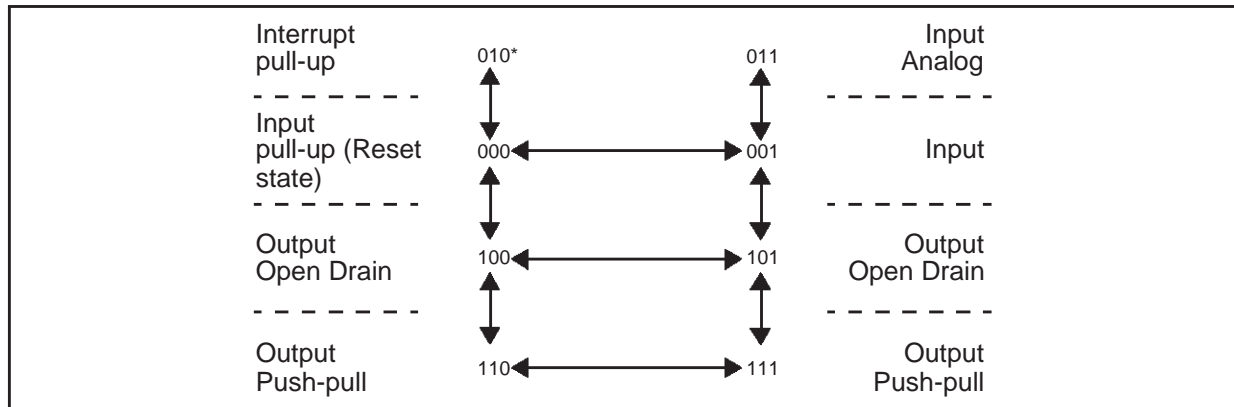 Interrupt
pull-up
010*
011
Input
Analog
Input
pull-up (Reset
state)
000
001
Input
Output
Open Drain
100
101
Output
Open Drain
Output
Push-pull
110
111
Output
Push-pull